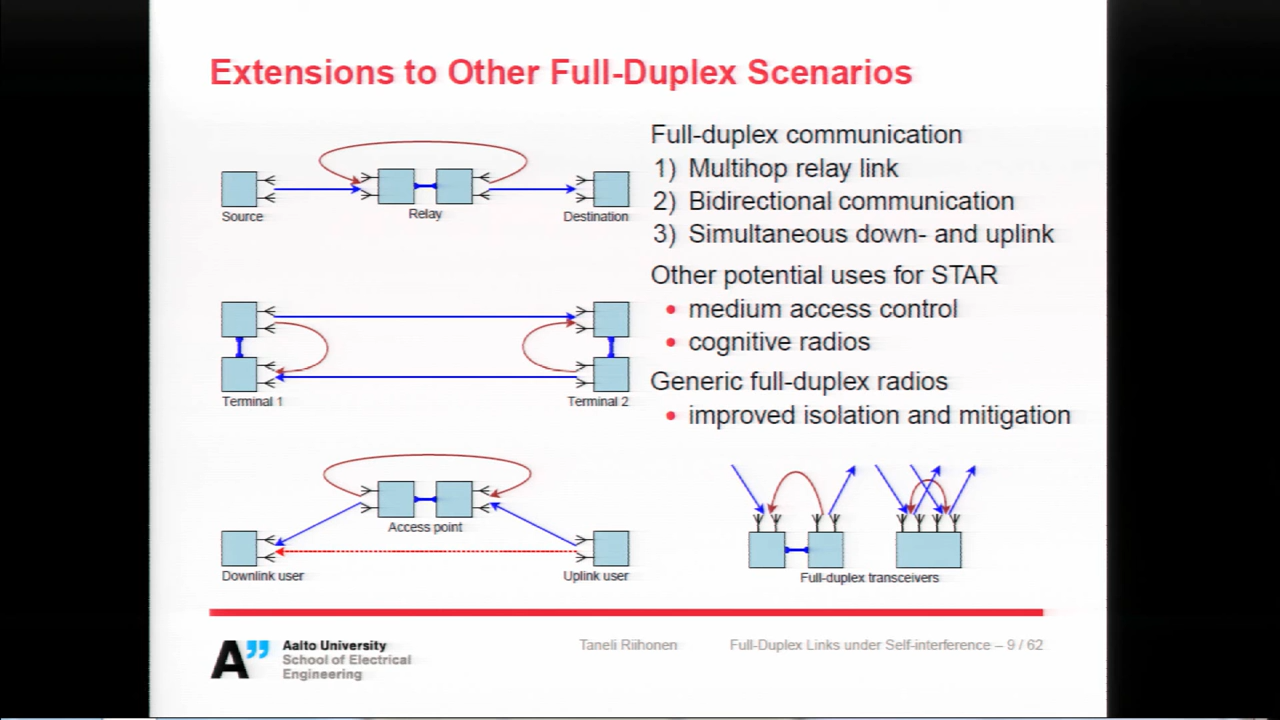 Extensions to Other Full-Duplex Scenarios
Full-duplex communication
1) Multihop relay link
2) Bidirectional communication
3) Simultaneous down- and uplink
Other potential uses for STAR
• medium access control
• cognitive radios
Generic full-duplex radios
• improved isolation and mitigation
Source
Relay
Destination
Terminal 1
Terminal 2
Access point
Downlink user
Uplink user
Full-duplex transceivers
A”
Aalto University
School of Electrical
Engineering
Taneli Riihonen
Full-Duplex Links under Self-interference – 9 / 62